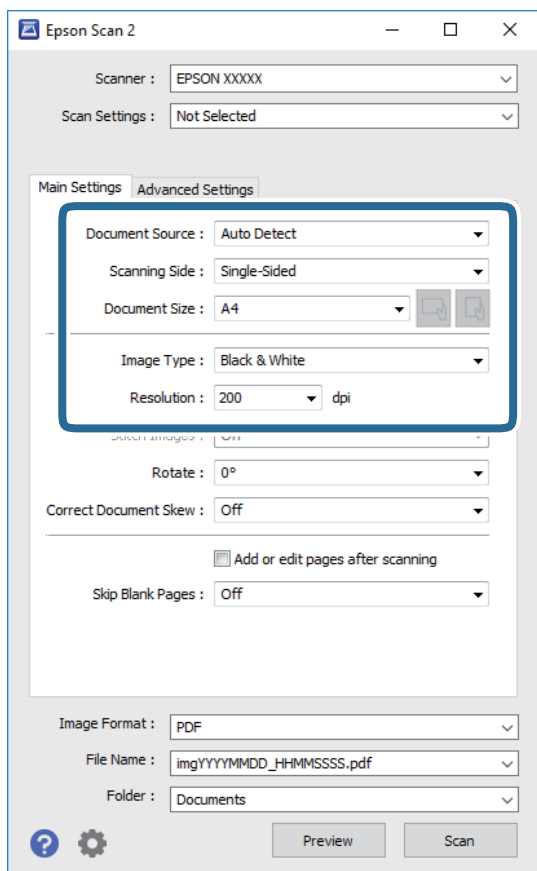 Epson Scan 2
Scanner : EPSON XXXXX
Scan Settings : Not Selected
Main Settings Advanced Settings
Document Source : Auto Detect
Scanning Side : Single-Sided
Document Size : A4
Image Type : Black & White
Resolution : 200 dpi
Rotate : 0°
Correct Document Skew : Off
Add or edit pages after scanning
Skip Blank Pages : Off
Image Format : PDF
File Name : imgYYYYMMDD_HHMMSSSS.pdf
Folder : Documents
? Preview Scan